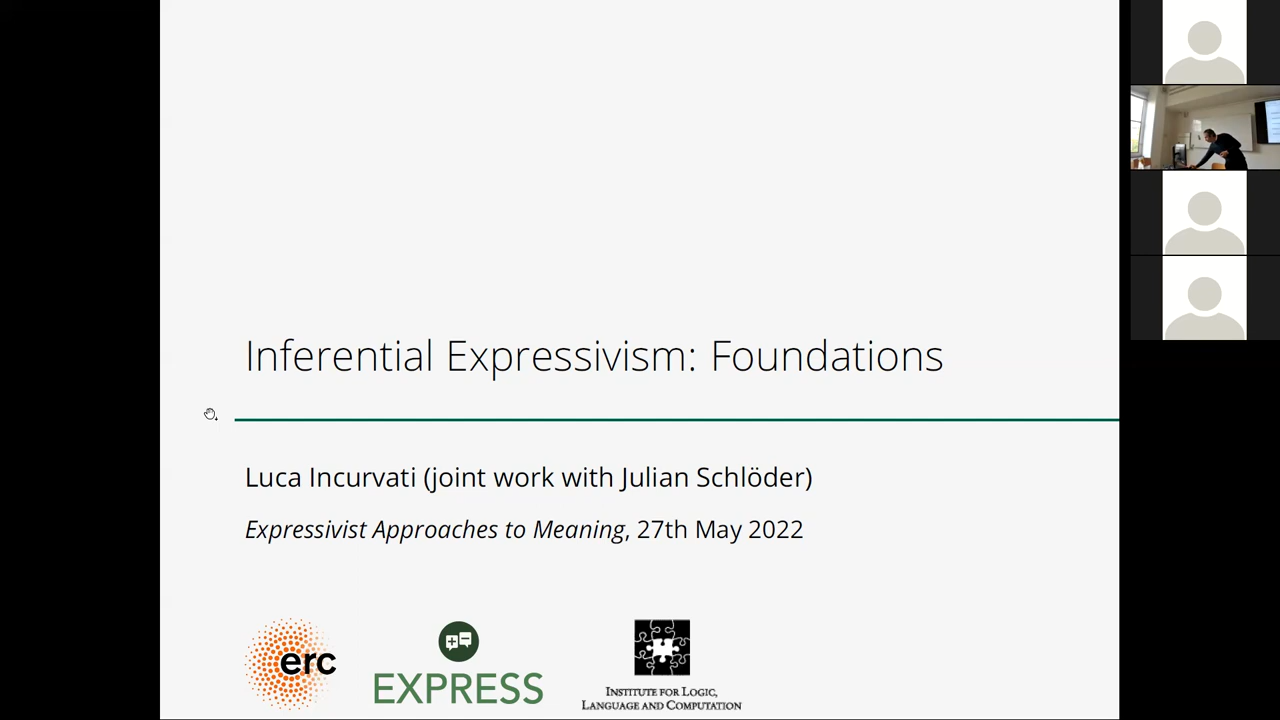 Inferential Expressivism: Foundations
Luca Incurvati (joint work with Julian Schlöder)
Expressivist Approaches to Meaning, 27th May 2022
erc
EXPRESS
INSTITUTE FOR LOGIC,
LANGUAGE AND COMPUTATION